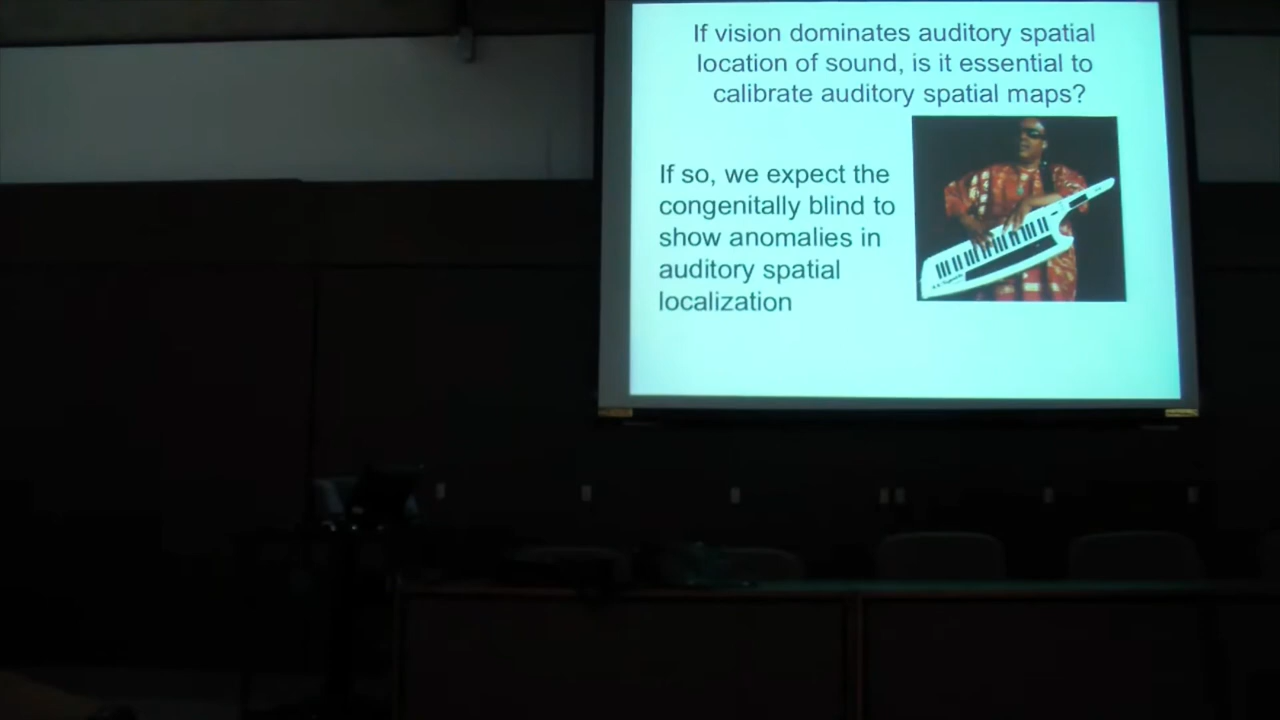 If vision dominates auditory spatial
location of sound, is it essential to
calibrate auditory spatial maps?
If so, we expect the
congenitally blind to
show anomalies in
auditory spatial
localization